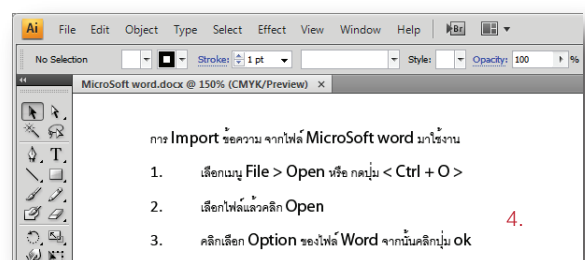 Ai File Edit Object Type Select Effect View Window Help Br
No Selection Stroke: 1 pt Style: Opacity: 100 %
MicroSoft word.docx @ 150% (CMYK/Preview) ×
การ Import ข้อความ จากไฟล์ MicroSoft word มาใช้งาน
1. เลือกเมนู File > Open หรือ กดปุ่ม < Ctrl + O >
2. เลือกไฟล์แล้วคลิก Open
4.
3. คลิกเลือก Option ของไฟล์ Word จากนั้นคลิกปุ่ม ok